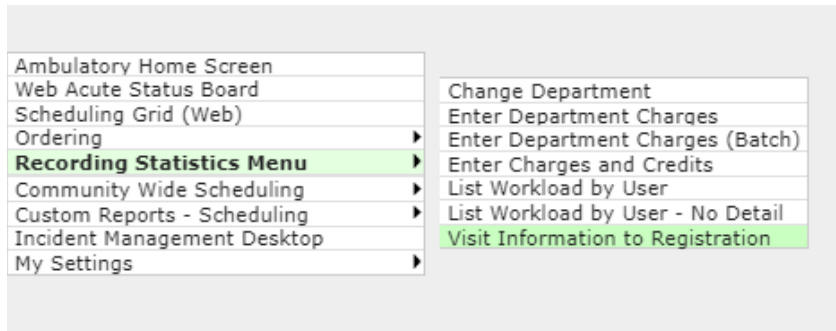 Ambulatory Home Screen
Web Acute Status Board
Scheduling Grid (Web)
Ordering
Recording Statistics Menu
Community Wide Scheduling
Custom Reports - Scheduling
Incident Management Desktop
My Settings
Change Department
Enter Department Charges
Enter Department Charges (Batch)
Enter Charges and Credits
List Workload by User
List Workload by User - No Detail
Visit Information to Registration